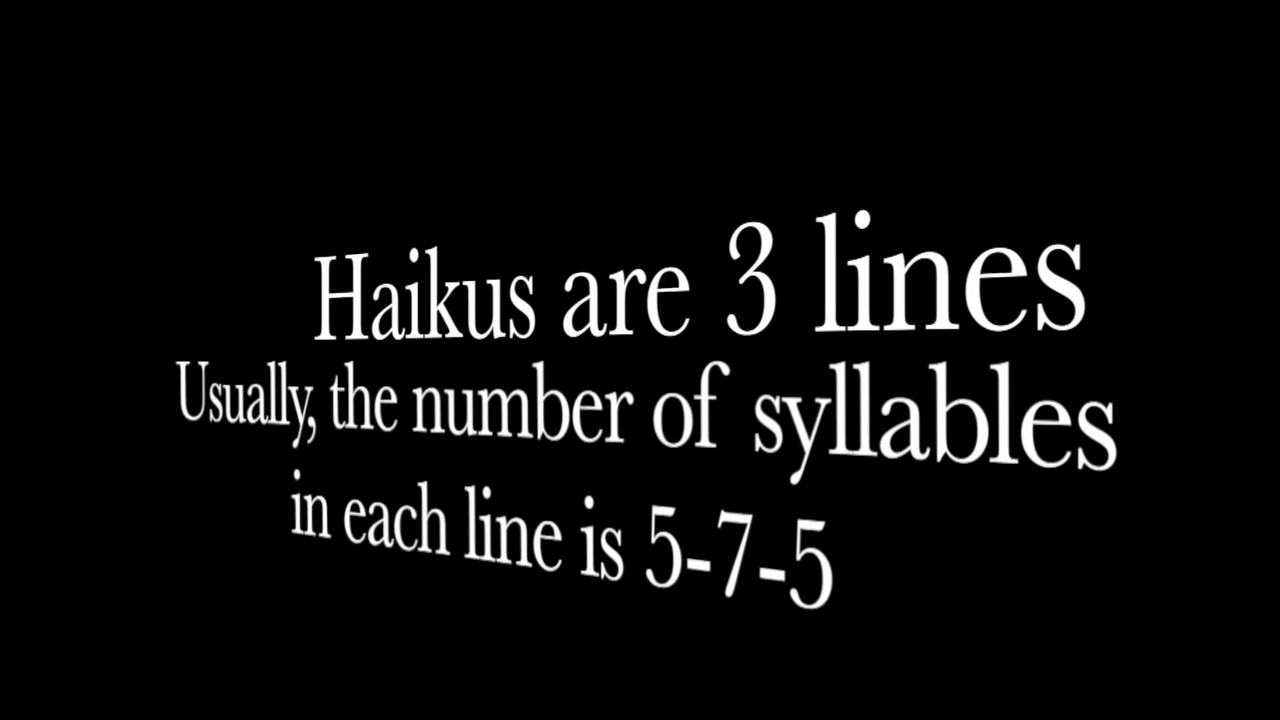 Haikus are 3 lines
Usually, the number of syllables
in each line is 5-7-5